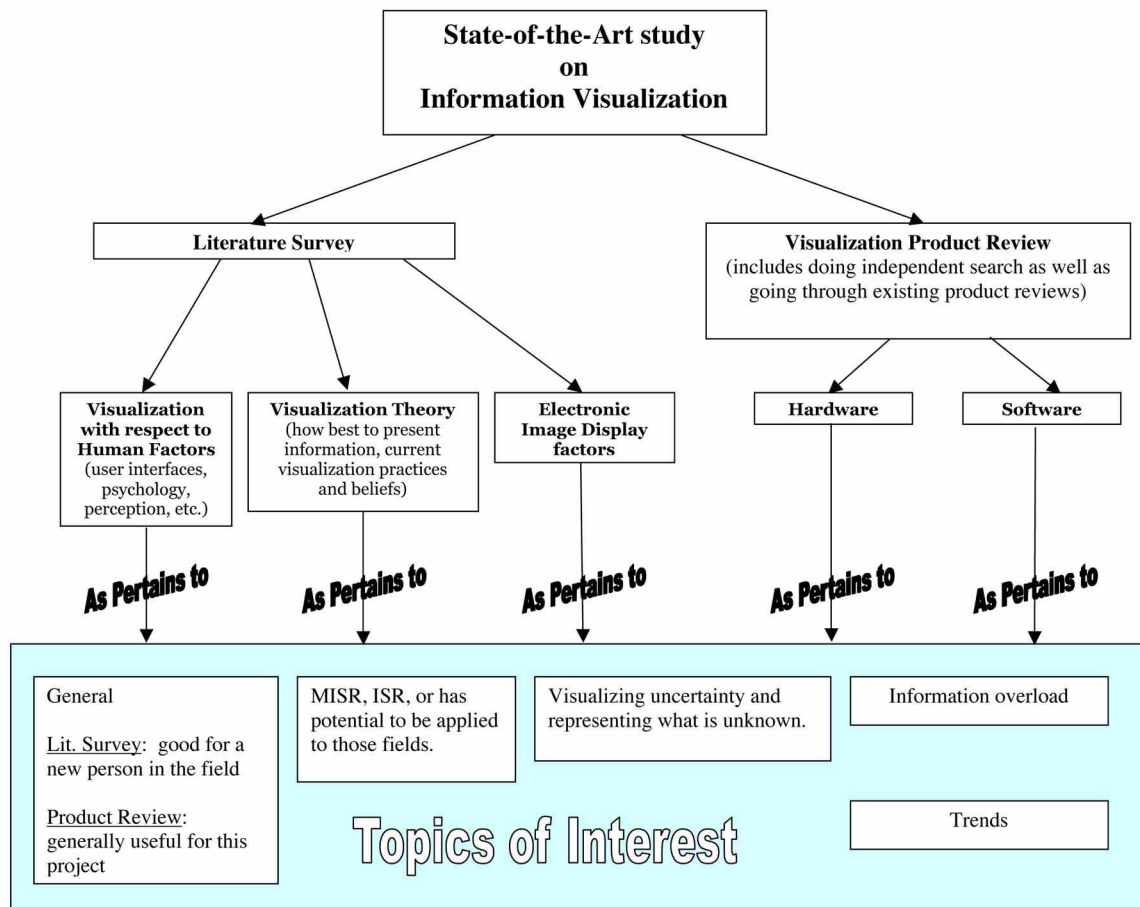 State-of-the-Art study
on
Information Visualization
Literature Survey
Visualization Product Review
(includes doing independent search as well as
going through existing product reviews)
Visualization
with respect to
Human Factors
(user interfaces,
psychology,
perception, etc.)
Visualization Theory
(how best to present
information, current
visualization practices
and beliefs)
Electronic
Image Display
factors
Hardware
Software
As Pertains to
As Pertains to
As Pertains to
As Pertains to
As Pertains to
General
Lit. Survey: good for a
new person in the field
Product Review:
generally useful for this
project
MISR, ISR, or has
potential to be applied
to those fields.
Visualizing uncertainty and
representing what is unknown.
Information overload
Trends
Topics of Interest